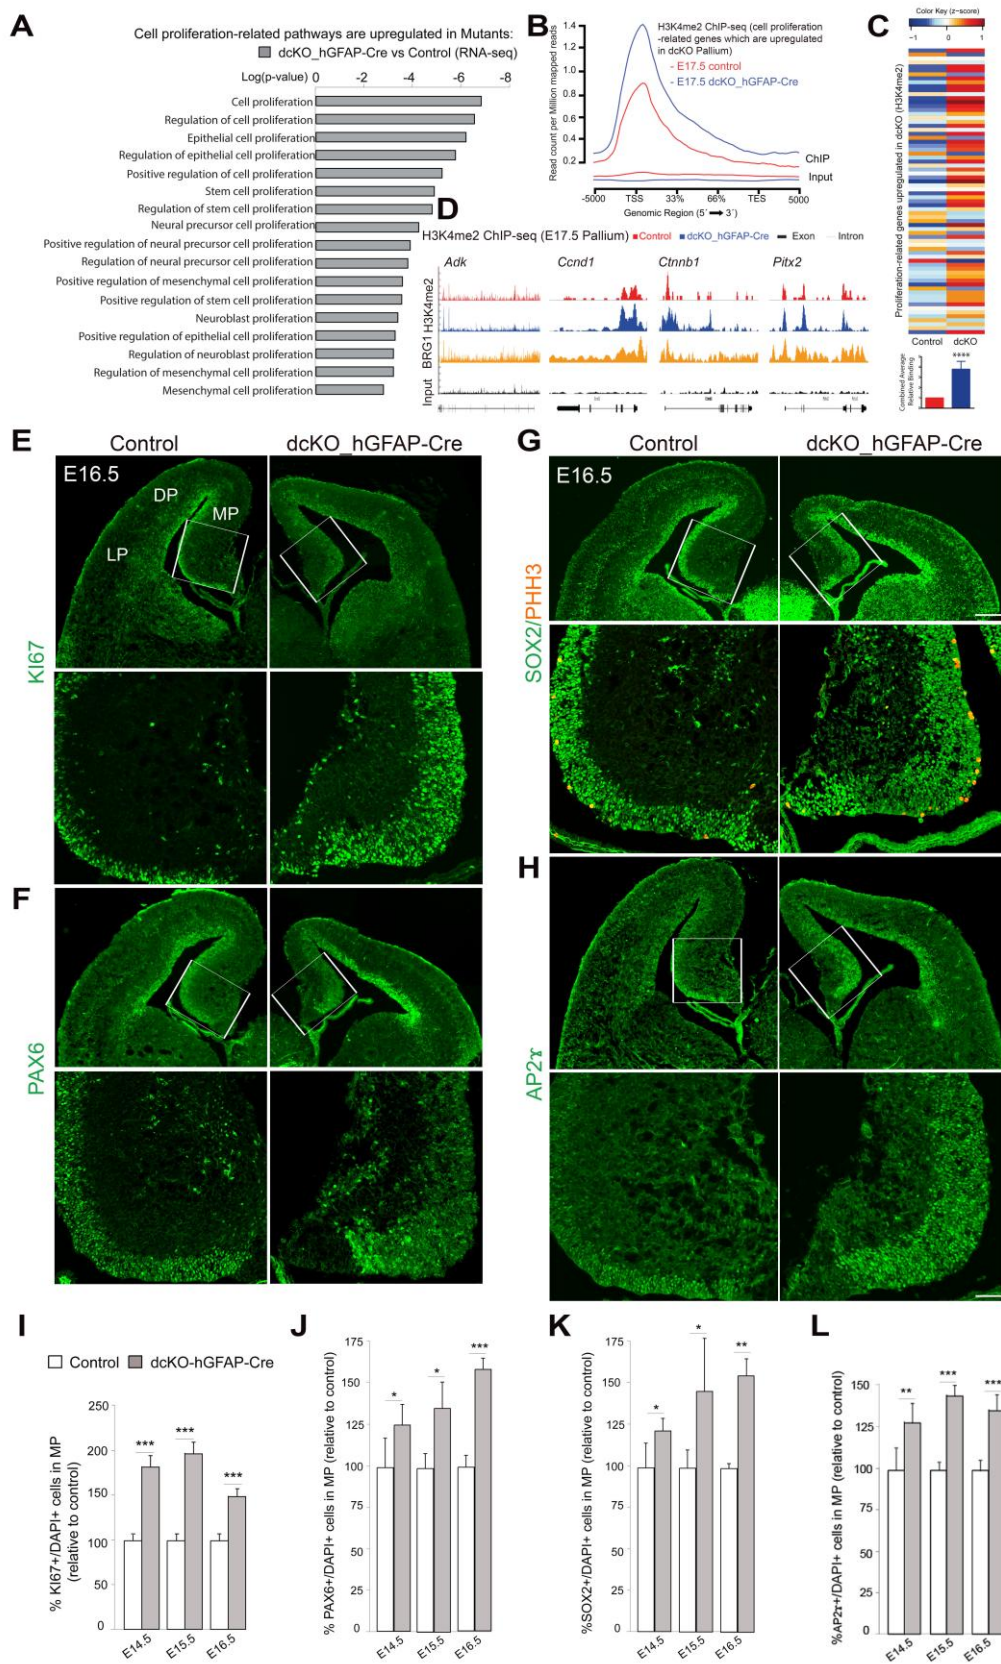 A
Cell proliferation-related pathways are upregulated in Mutants:
dcKO_hGFAP-Cre vs Control (RNA-seq)
Log(p-value) 0 -2 -4 -6 -8
Cell proliferation
Regulation of cell proliferation
Epithelial cell proliferation
Regulation of epithelial cell proliferation
Positive regulation of cell proliferation
Stem cell proliferation
Regulation of stem cell proliferation
Neural precursor cell proliferation
Positive regulation of neural precursor cell proliferation
Regulation of neural precursor cell proliferation
Positive regulation of mesenchymal cell proliferation
Positive regulation of stem cell proliferation
Neuroblast proliferation
Positive regulation of epithelial cell proliferation
Regulation of neuroblast proliferation
Regulation of mesenchymal cell proliferation
Mesenchymal cell proliferation
B
H3K4me2 ChIP-seq (cell proliferation
-related genes which are upregulated
in dcKO Pallium)
- E17.5 control
- E17.5 dcKO_hGFAP-Cre
Read count per Million mapped reads
1.4
1.2
1.0
0.8
0.6
0.4
0.2
ChIP
Input
-5000 TSS 33% 66% TES 5000
Genomic Region (5´ 3´)
C
Color Key (z-score)
-1 0 1
Proliferation-related genes upregulated in dcKO (H3K4me2)
Control dcKO
Combined Average
Relative Binding
****
D
H3K4me2 ChIP-seq (E17.5 Pallium) Control dcKO_hGFAP-Cre Exon Intron
Adk Ccnd1 Ctnnb1 Pitx2
H3K4me2
BRG1
Input
E
Control dcKO_hGFAP-Cre
E16.5
DP
MP
LP
KI67
F
PAX6
G
Control dcKO_hGFAP-Cre
E16.5
SOX2/PHH3
H
AP2ɤ
I
Control dcKO-hGFAP-Cre
% KI67+/DAPI+ cells in MP
(relative to control)
250
200
150
100
50
0
*** *** ***
E14.5 E15.5 E16.5
J
% PAX6+/DAPI+ cells in MP (relative to control)
175
150
125
100
75
50
25
0
* * ***
E14.5 E15.5 E16.5
K
%SOX2+/DAPI+ cells in MP (relative to control)
175
150
125
100
75
50
25
0
* * **
E14.5 E15.5 E16.5
L
%AP2ɤ+/DAPI+ cells in MP (relative to control)
150
125
100
75
50
25
0
** *** ***
E14.5 E15.5 E16.5